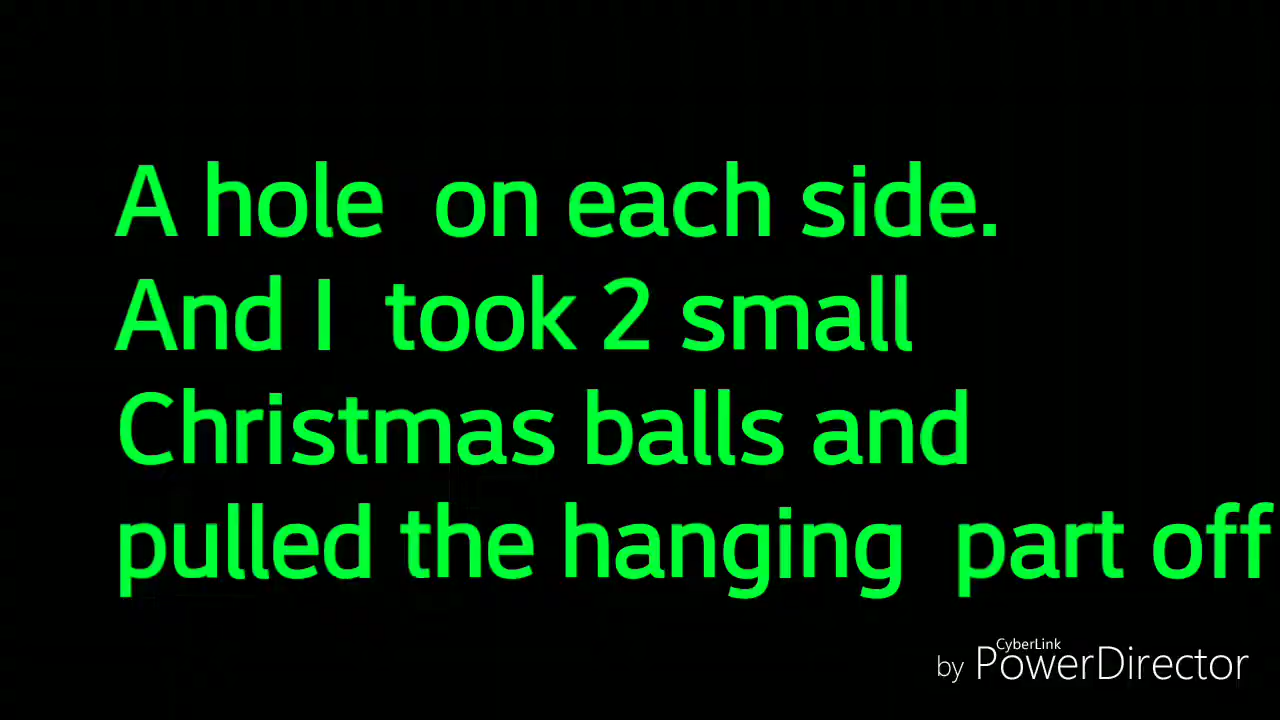 A hole  on each side.
And I  took 2 small
Christmas balls and
pulled the hanging  part off
CyberLink
by PowerDirector